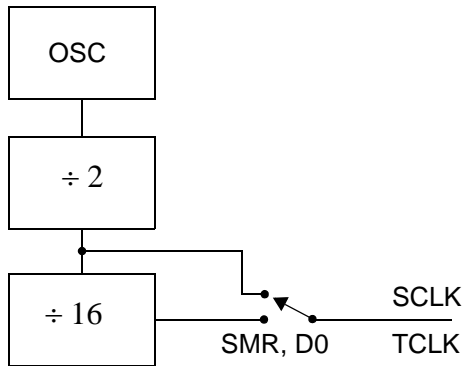 OSC
÷ 2
÷ 16
SCLK
SMR, D0
TCLK